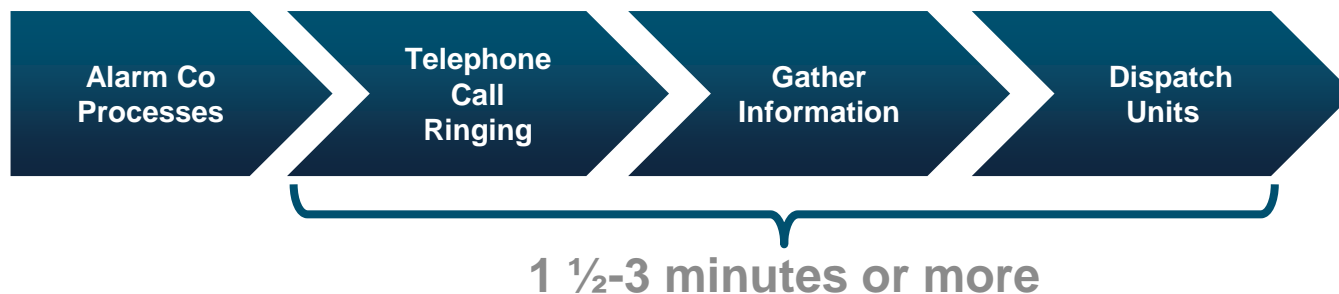 Alarm Co
Processes
Telephone
Call
Ringing
Gather
Information
Dispatch
Units
1 ½-3 minutes or more